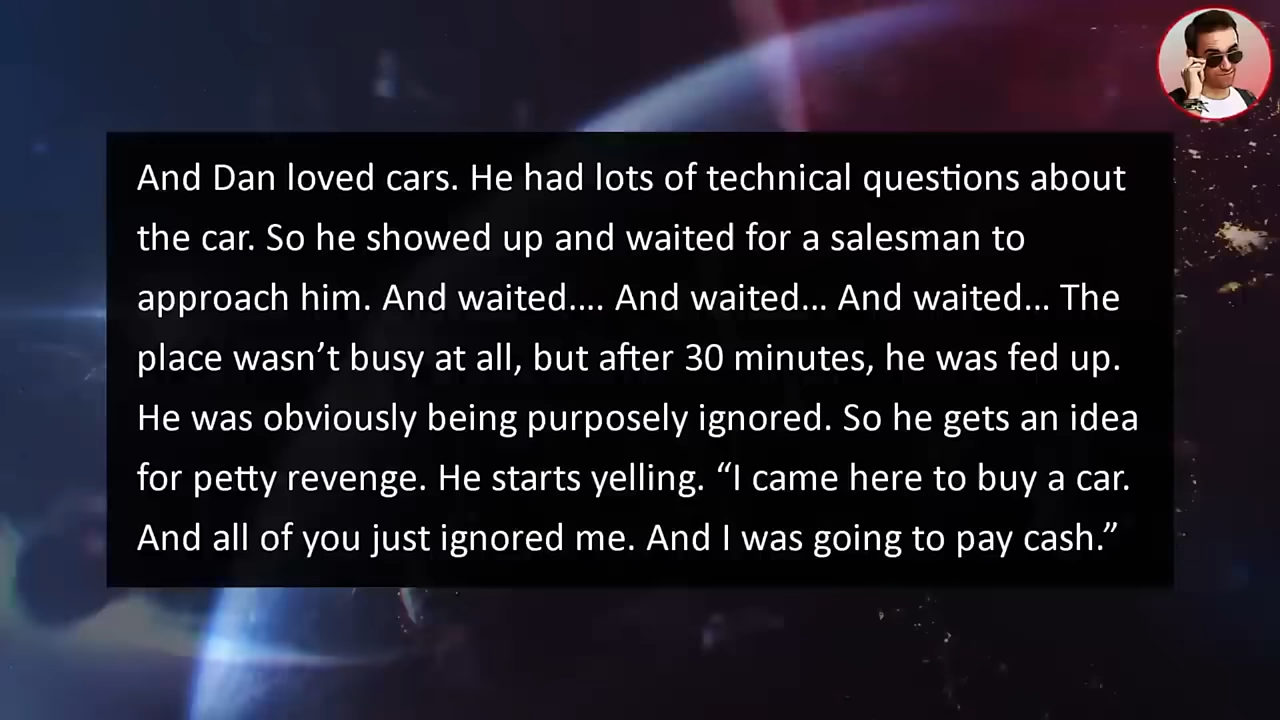 And Dan loved cars. He had lots of technical questions about
the car. So he showed up and waited for a salesman to
approach him. And waited.... And waited... And waited... The
place wasn’t busy at all, but after 30 minutes, he was fed up.
He was obviously being purposely ignored. So he gets an idea
for petty revenge. He starts yelling. “I came here to buy a car.
And all of you just ignored me. And I was going to pay cash.”